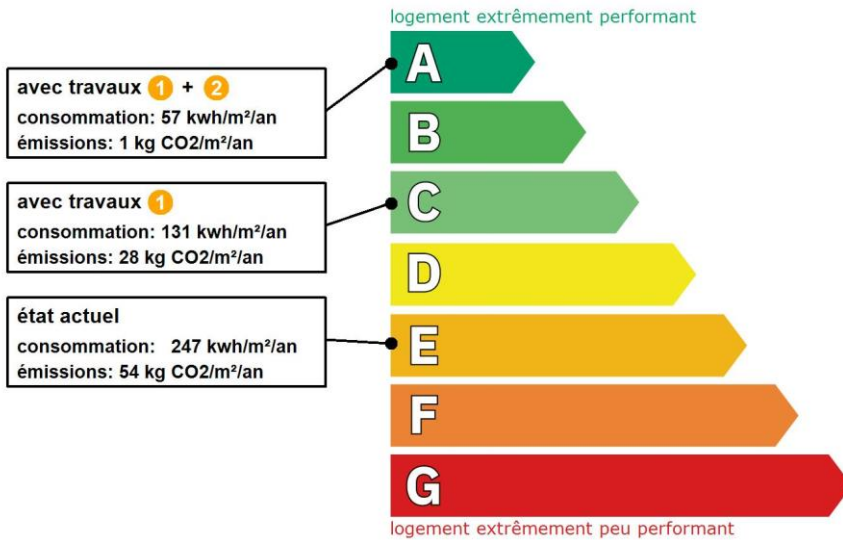 logement extrêmement performant
avec travaux 1 + 2
consommation: 57 kwh/m²/an
émissions: 1 kg CO2/m²/an
avec travaux 1
consommation: 131 kwh/m²/an
émissions: 28 kg CO2/m²/an
état actuel
consommation: 247 kwh/m²/an
émissions: 54 kg CO2/m²/an
A
B
C
D
E
F
G
logement extrêmement peu performant